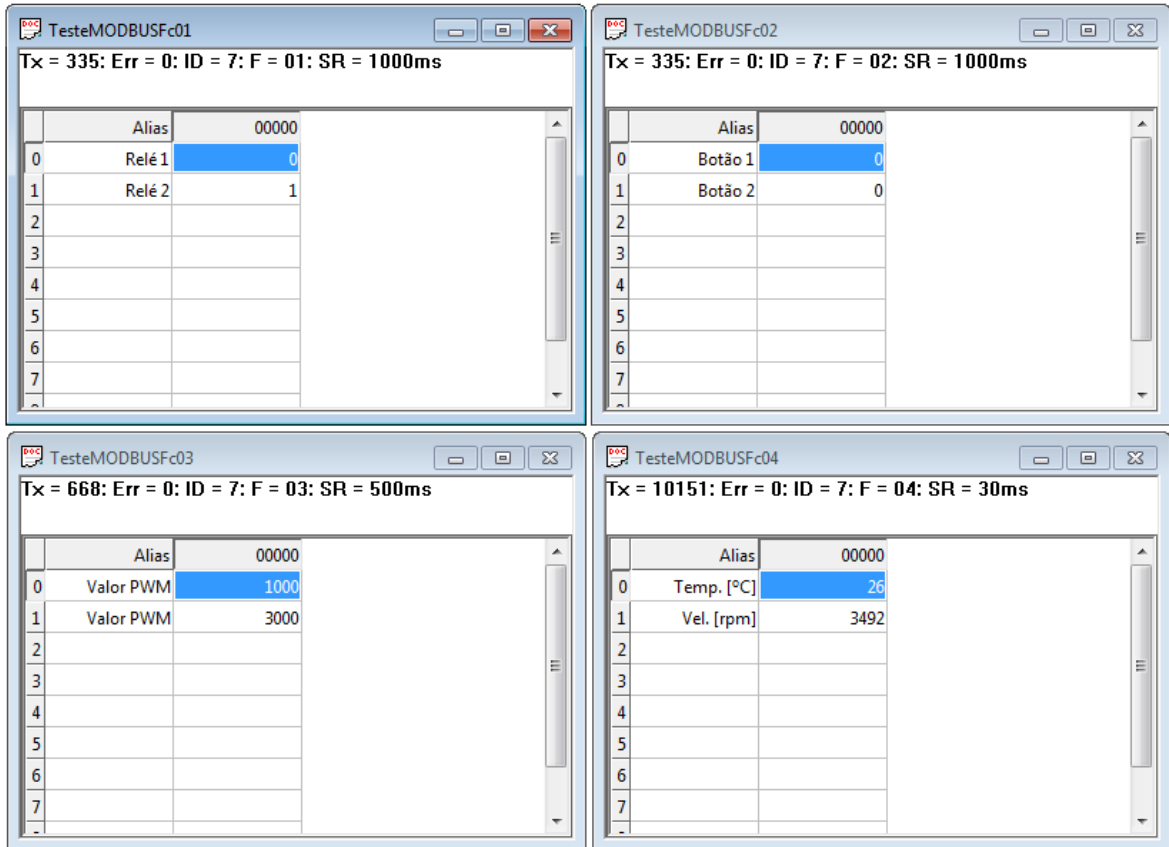 TesteMODBUSFc01
Tx = 335: Err = 0: ID = 7: F = 01: SR = 1000ms
Alias 00000
0 Relé 1 0
1 Relé 2 1
2
3
4
5
6
7
TesteMODBUSFc02
Tx = 335: Err = 0: ID = 7: F = 02: SR = 1000ms
Alias 00000
0 Botão 1 0
1 Botão 2 0
2
3
4
5
6
7
TesteMODBUSFc03
Tx = 668: Err = 0: ID = 7: F = 03: SR = 500ms
Alias 00000
0 Valor PWM 1000
1 Valor PWM 3000
2
3
4
5
6
7
TesteMODBUSFc04
Tx = 10151: Err = 0: ID = 7: F = 04: SR = 30ms
Alias 00000
0 Temp. [ºC] 26
1 Vel. [rpm] 3492
2
3
4
5
6
7